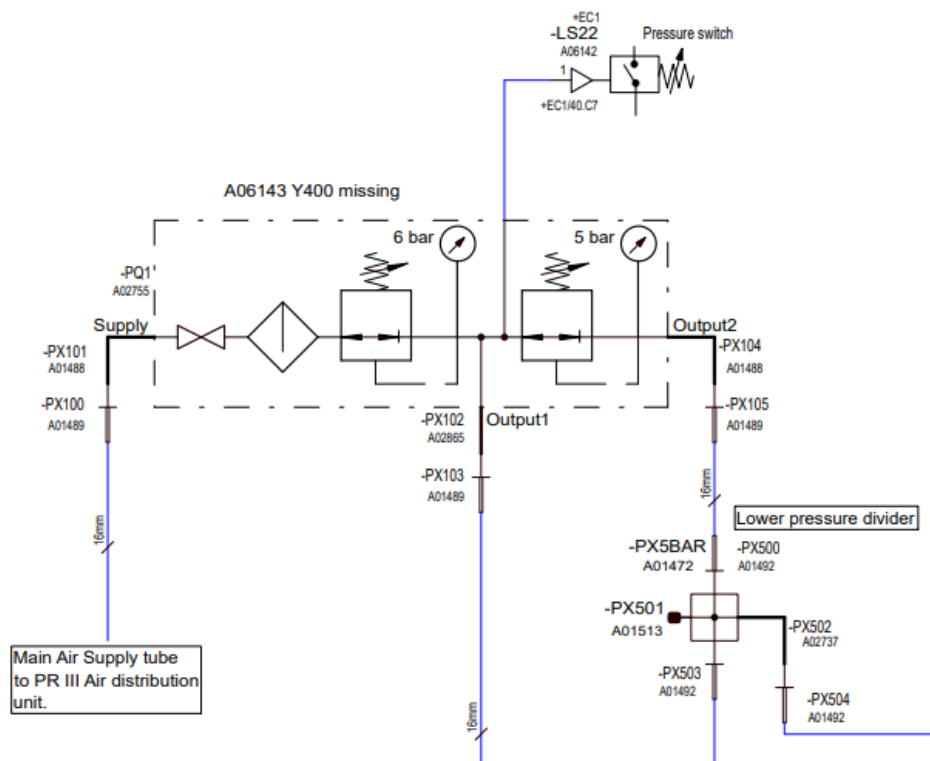 +EC1
-LS22
A06142
Pressure switch
1
+EC1/40.C7
A06143 Y400 missing
6 bar
5 bar
-PQ1
A02755
Supply
Output2
-PX101
A01488
-PX104
A01488
-PX100
A01489
-PX102
A02865
Output1
-PX105
A01489
-PX103
A01489
16mm
16mm
Lower pressure divider
-PX5BAR
A01472
-PX500
A01492
-PX501
A01513
-PX502
A02737
Main Air Supply tube
to PR III Air distribution
unit.
-PX503
A01492
-PX504
A01492
16mm